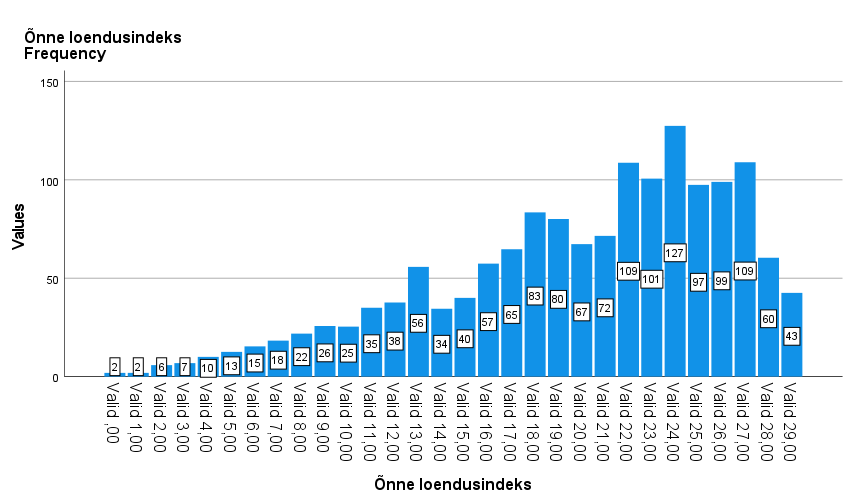 Õnne loendusindeks
Frequency
150
100
50
0
Values
2
2
6
7
10
13
15
18
22
26
25
35
38
56
34
40
57
65
83
80
67
72
109
101
127
97
99
109
60
43
Valid ,00
Valid 1,00
Valid 2,00
Valid 3,00
Valid 4,00
Valid 5,00
Valid 6,00
Valid 7,00
Valid 8,00
Valid 9,00
Valid 10,00
Valid 11,00
Valid 12,00
Valid 13,00
Valid 14,00
Valid 15,00
Valid 16,00
Valid 17,00
Valid 18,00
Valid 19,00
Valid 20,00
Valid 21,00
Valid 22,00
Valid 23,00
Valid 24,00
Valid 25,00
Valid 26,00
Valid 27,00
Valid 28,00
Valid 29,00
Õnne loendusindeks